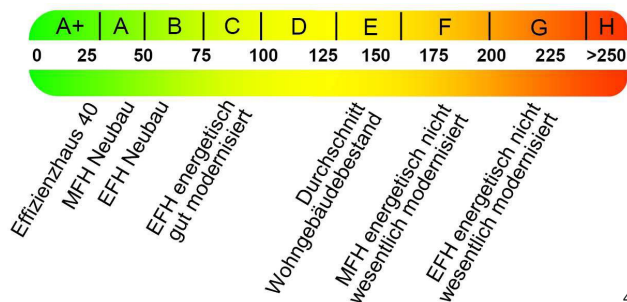 A+ A B C D E F G H
0 25 50 75 100 125 150 175 200 225 >250
Effizienzhaus 40
MFH Neubau
EFH Neubau
EFH energetisch
gut modernisiert
Durchschnitt
Wohngebäudebestand
MFH energetisch nicht
wesentlich modernisiert
EFH energetisch nicht
wesentlich modernisiert